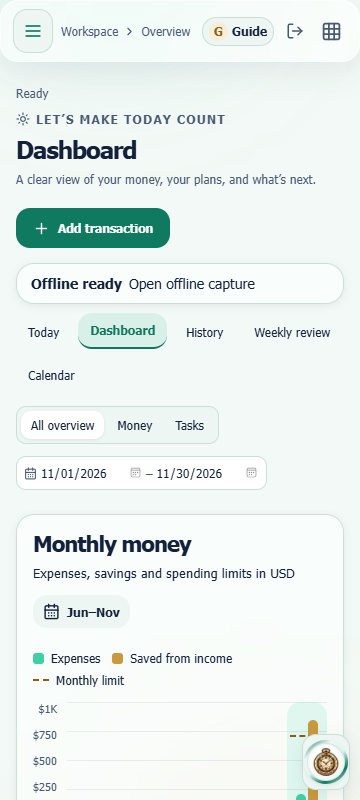 Workspace > Overview G Guide
Ready
LET'S MAKE TODAY COUNT
Dashboard
A clear view of your money, your plans, and what's next.
+ Add transaction
Offline ready Open offline capture
Today Dashboard History Weekly review
Calendar
All overview Money Tasks
11/01/2026 – 11/30/2026
Monthly money
Expenses, savings and spending limits in USD
Jun–Nov
Expenses Saved from income
Monthly limit
$1K
$750
$500
$250